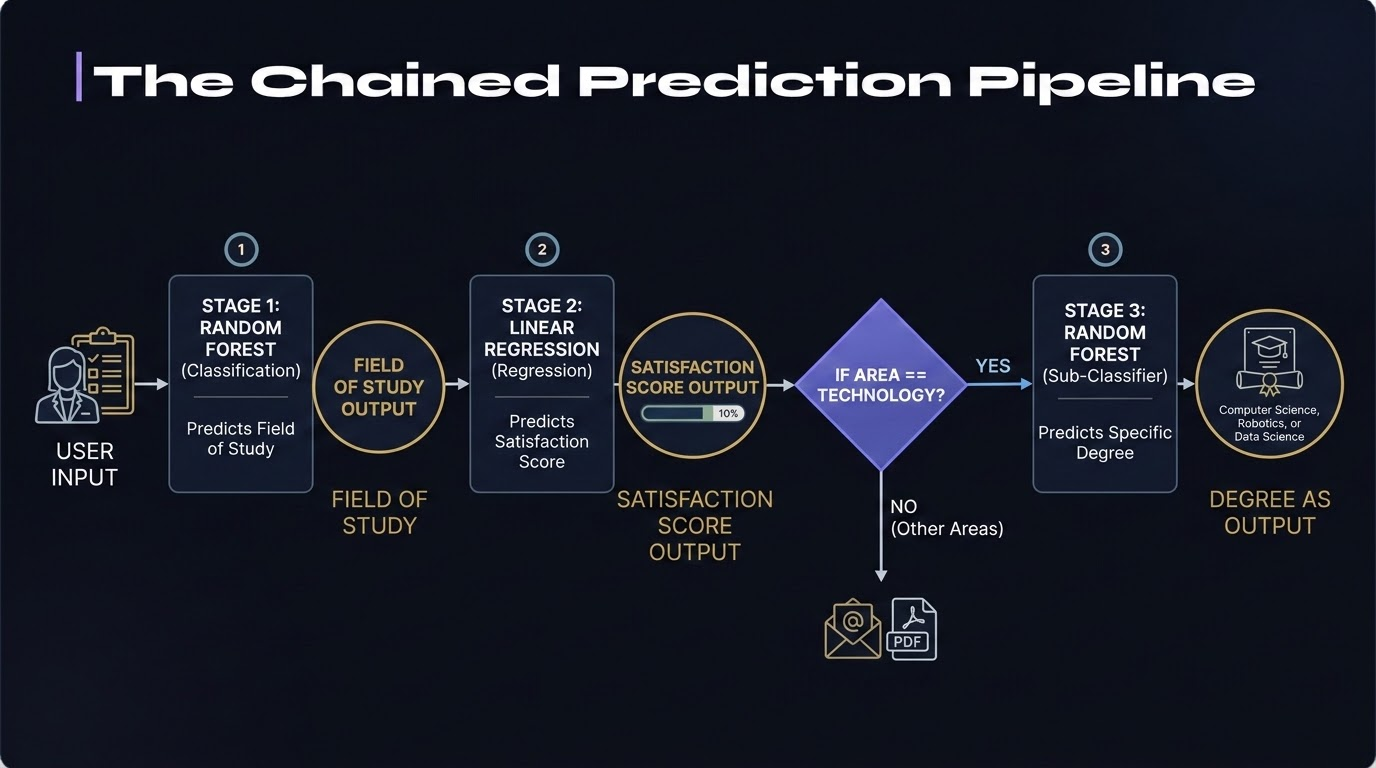 The Chained Prediction Pipeline
USER
INPUT
1
STAGE 1:
RANDOM
FOREST
(Classification)
Predicts Field
of Study
FIELD
OF STUDY
OUTPUT
FIELD OF
STUDY
2
STAGE 2:
LINEAR
REGRESSION
(Regression)
Predicts
Satisfaction
Score
SATISFACTION
SCORE OUTPUT
10%
SATISFACTION
SCORE
OUTPUT
IF AREA ==
TECHNOLOGY?
YES
NO
(Other Areas)
@
PDF
3
STAGE 3:
RANDOM
FOREST
(Sub-Classifier)
Predicts Specific
Degree
Computer Science,
Robotics, or
Data Science
DEGREE AS
OUTPUT